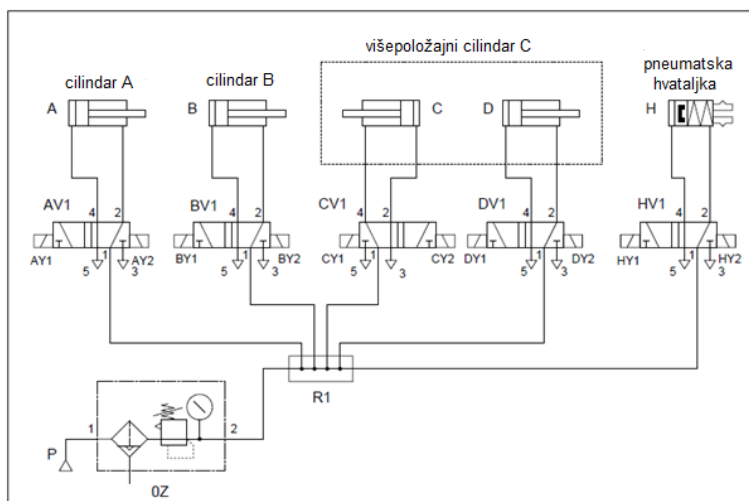 višepoložajni cilindar C
cilindar A
cilindar B
pneumatska
hvataljka
A
B
C
D
H
AV1
4
2
BV1
4
2
CV1
4
2
DV1
4
2
HV1
4
2
AY1
5
1
3
AY2
BY1
5
1
3
BY2
CY1
5
1
3
CY2
DY1
5
1
3
DY2
HY1
5
1
3
HY2
R1
1
2
P
0Z